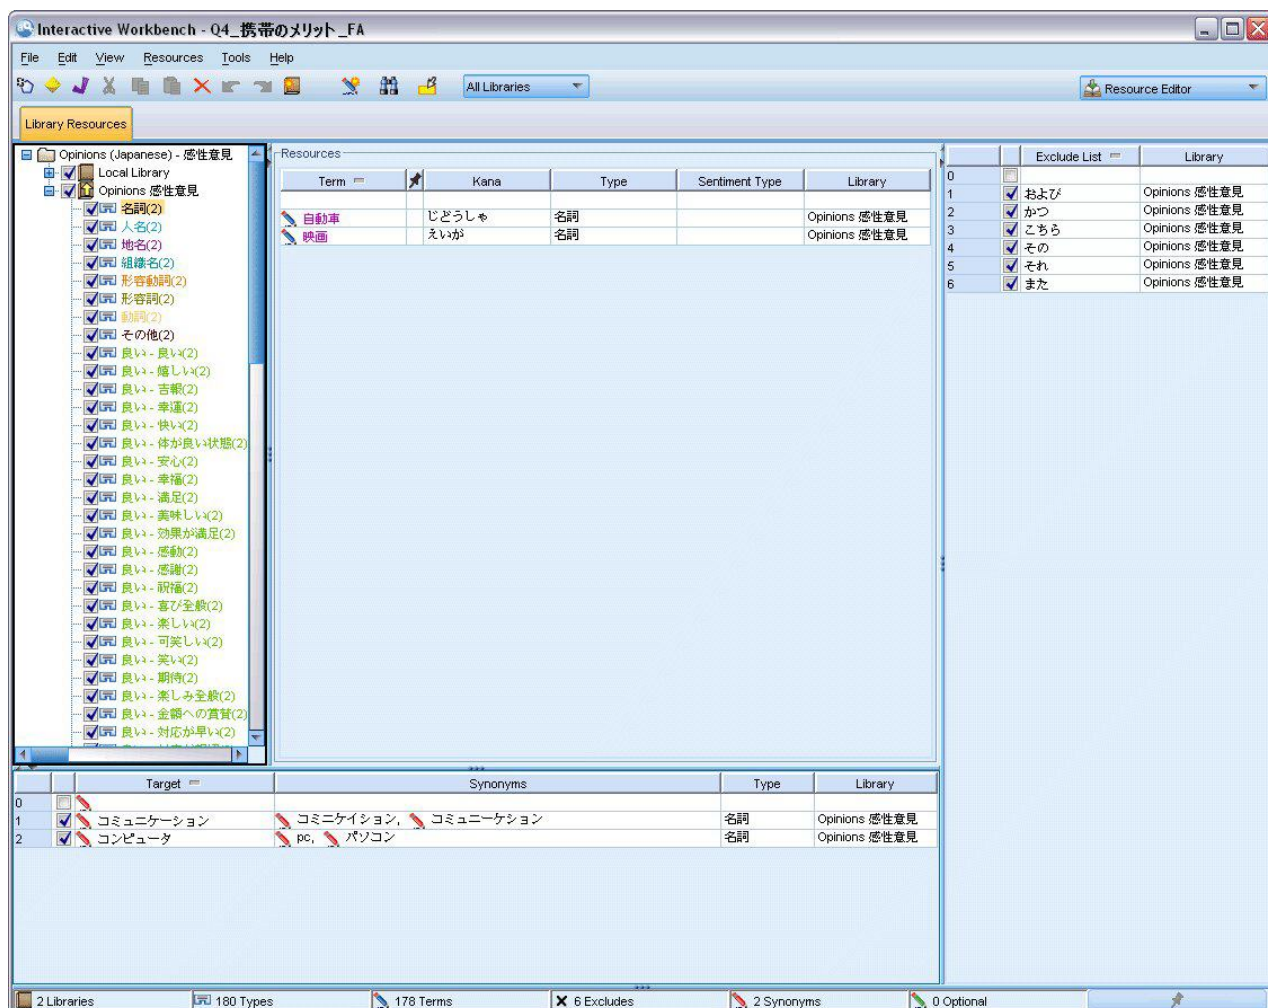 Interactive Workbench - Q4_携帯のメリット_FA
File Edit View Resources Tools Help
All Libraries
Resource Editor
Library Resources
Opinions (Japanese) - 感性意見
Local Library
Opinions 感性意見
名詞(2)
人名(2)
地名(2)
組織名(2)
形容動詞(2)
形容詞(2)
動詞(2)
その他(2)
良い - 良い(2)
良い - 嬉しい(2)
良い - 吉報(2)
良い - 幸運(2)
良い - 快い(2)
良い - 体が良い状態(2)
良い - 安心(2)
良い - 幸福(2)
良い - 満足(2)
良い - 美味しい(2)
良い - 効果が満足(2)
良い - 感動(2)
良い - 感謝(2)
良い - 祝福(2)
良い - 喜び全般(2)
良い - 楽しい(2)
良い - 可笑しい(2)
良い - 笑い(2)
良い - 期待(2)
良い - 楽しみ全般(2)
良い - 金額への賞賛(2)
良い - 対応が早い(2)
Resources
Term Kana Type Sentiment Type Library
自動車 じどうしゃ 名詞 Opinions 感性意見
映画 えいが 名詞 Opinions 感性意見
Exclude List Library
0
1 および Opinions 感性意見
2 かつ Opinions 感性意見
3 こちら Opinions 感性意見
4 その Opinions 感性意見
5 それ Opinions 感性意見
6 また Opinions 感性意見
Target Synonyms Type Library
0
1 コミュニケーション コミニケイション, コミュニーケション 名詞 Opinions 感性意見
2 コンピュータ pc, パソコン 名詞 Opinions 感性意見
2 Libraries 180 Types 178 Terms 6 Excludes 2 Synonyms 0 Optional